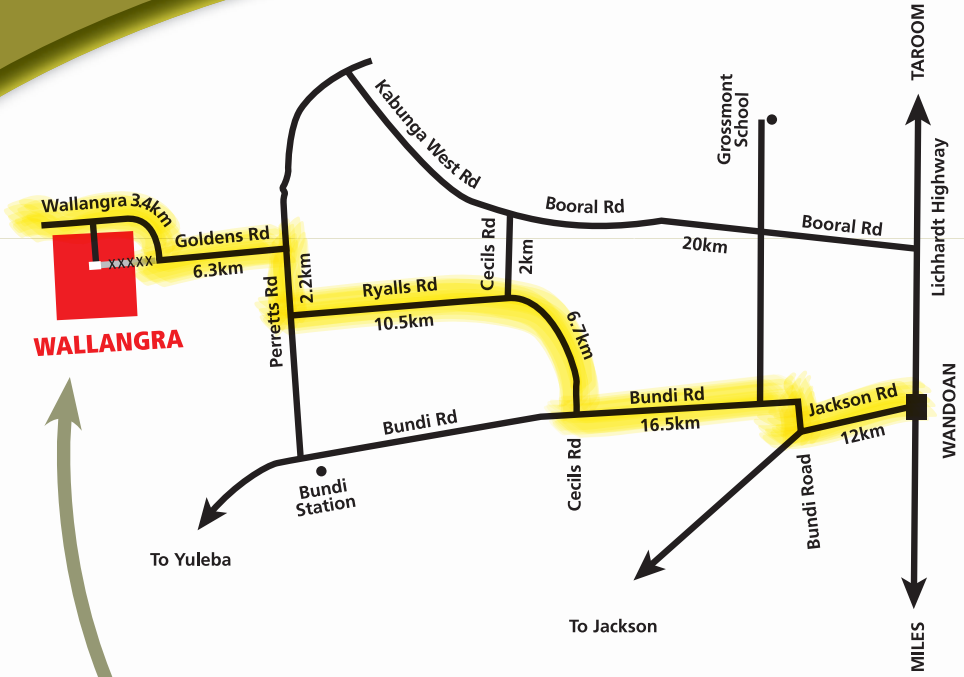 TAROOM
Lichhardt Highway
Grossmont
School
Kabunga West Rd
Booral Rd
Booral Rd
20km
Wallangra 3.4km
Goldens Rd
6.3km
Cecils Rd
2km
2.2km
Perretts Rd
Ryalls Rd
10.5km
6.7km
WALLANGRA
XXXXX
Bundi Rd
16.5km
Jackson Rd
12km
WANDOAN
Bundi Rd
Cecils Rd
Bundi Road
Bundi
Station
To Yuleba
To Jackson
MILES